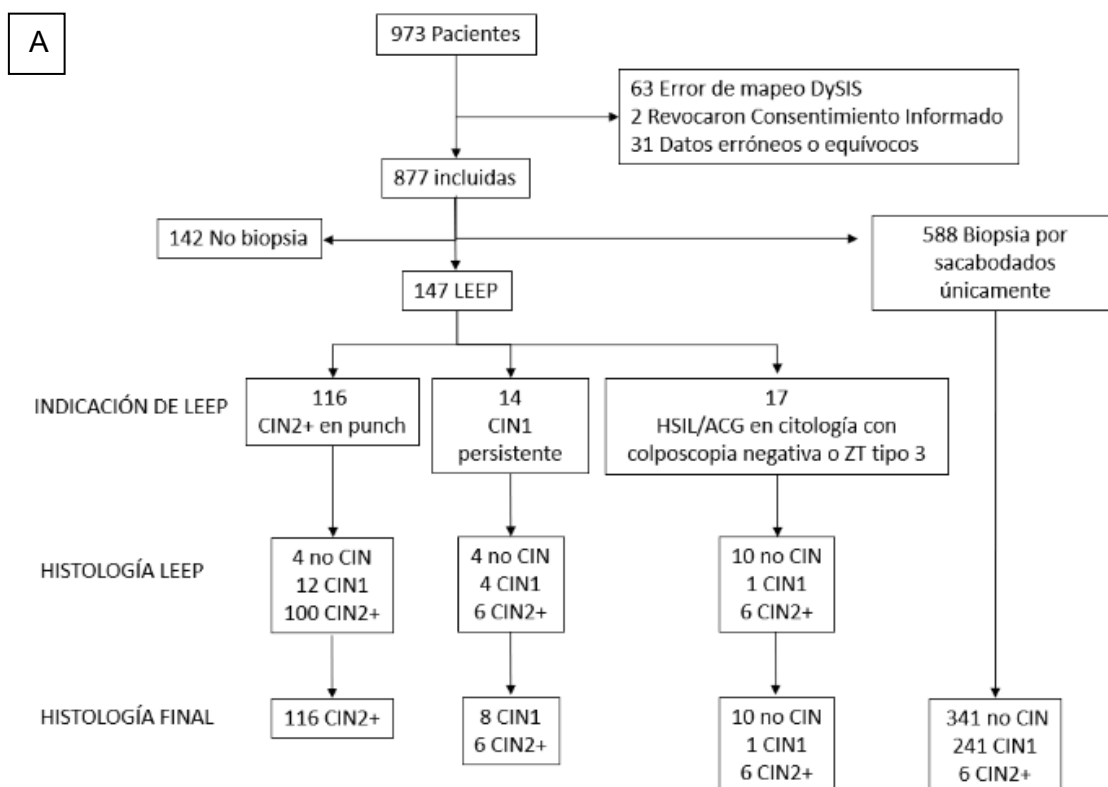 A
973 Pacientes
63 Error de mapeo DySIS
2 Revocaron Consentimiento Informado
31 Datos erróneos o equívocos
877 incluidas
142 No biopsia
588 Biopsia por
sacabodados
únicamente
147 LEEP
INDICACIÓN DE LEEP
116
CIN2+ en punch
14
CIN1
persistente
17
HSIL/ACG en citología con
colposcopia negativa o ZT tipo 3
HISTOLOGÍA LEEP
4 no CIN
12 CIN1
100 CIN2+
4 no CIN
4 CIN1
6 CIN2+
10 no CIN
1 CIN1
6 CIN2+
HISTOLOGÍA FINAL
116 CIN2+
8 CIN1
6 CIN2+
10 no CIN
1 CIN1
6 CIN2+
341 no CIN
241 CIN1
6 CIN2+